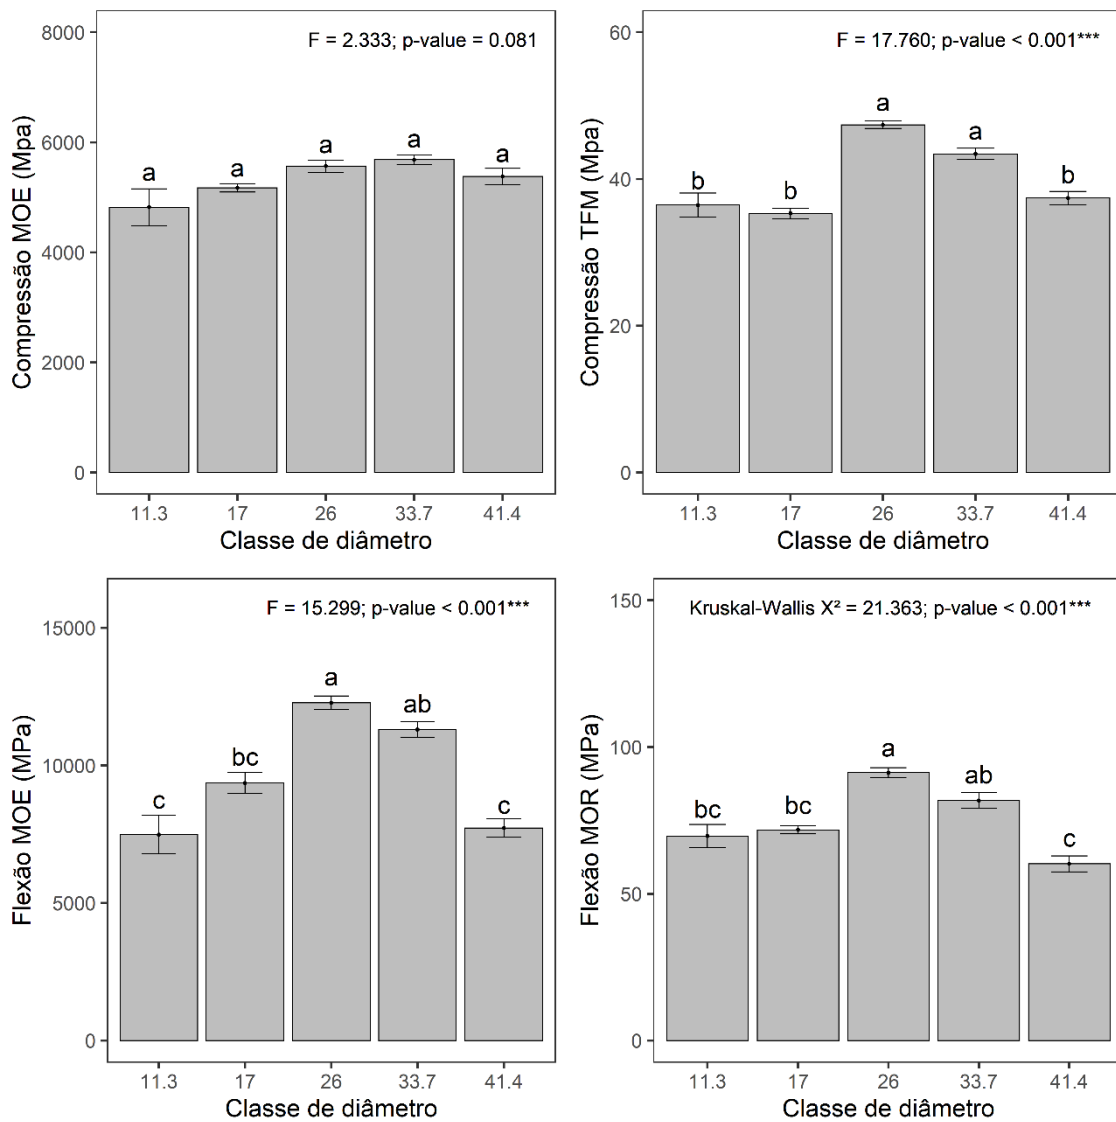 F = 2.333; p-value = 0.081
Compressão MOE (Mpa)
8000
6000
4000
2000
0
a
a
a
a
a
11.3 17 26 33.7 41.4
Classe de diâmetro
F = 17.760; p-value < 0.001***
Compressão TFM (Mpa)
60
40
20
0
b
b
a
a
b
11.3 17 26 33.7 41.4
Classe de diâmetro
F = 15.299; p-value < 0.001***
Flexão MOE (MPa)
15000
10000
5000
0
c
bc
a
ab
c
11.3 17 26 33.7 41.4
Classe de diâmetro
Kruskal-Wallis X² = 21.363; p-value < 0.001***
Flexão MOR (MPa)
150
100
50
0
bc
bc
a
ab
c
11.3 17 26 33.7 41.4
Classe de diâmetro